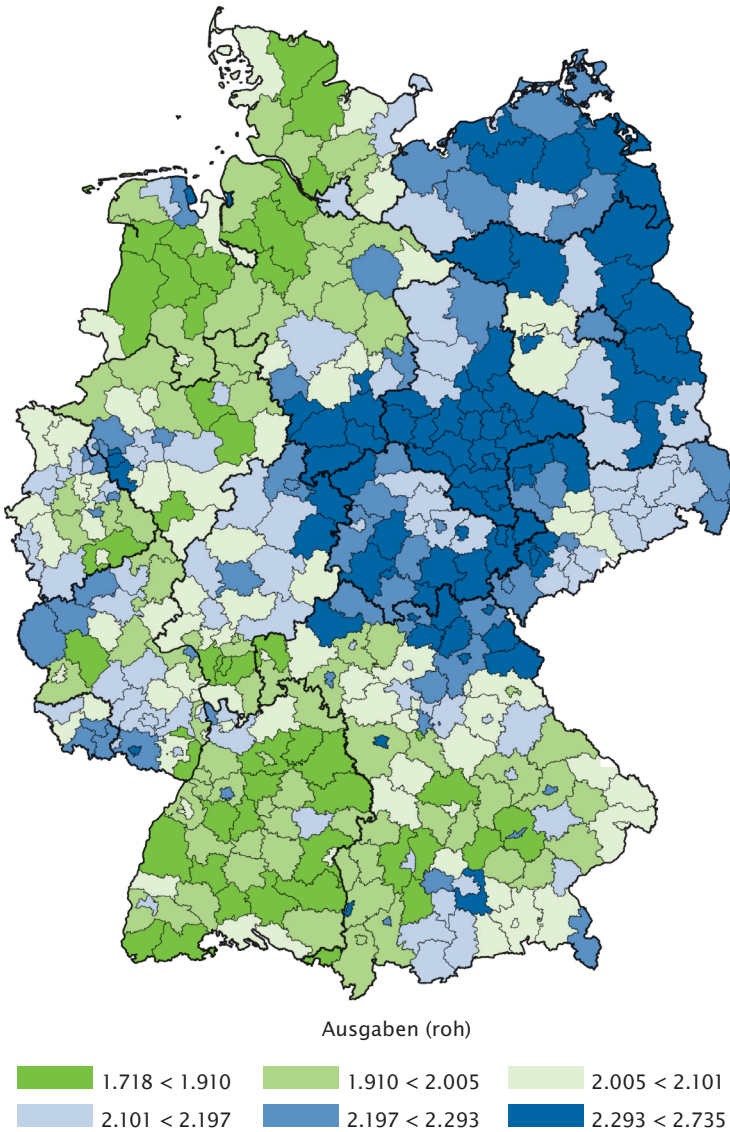 Ausgaben (roh)
1.718 < 1.910 1.910 < 2.005 2.005 < 2.101
2.101 < 2.197 2.197 < 2.293 2.293 < 2.735